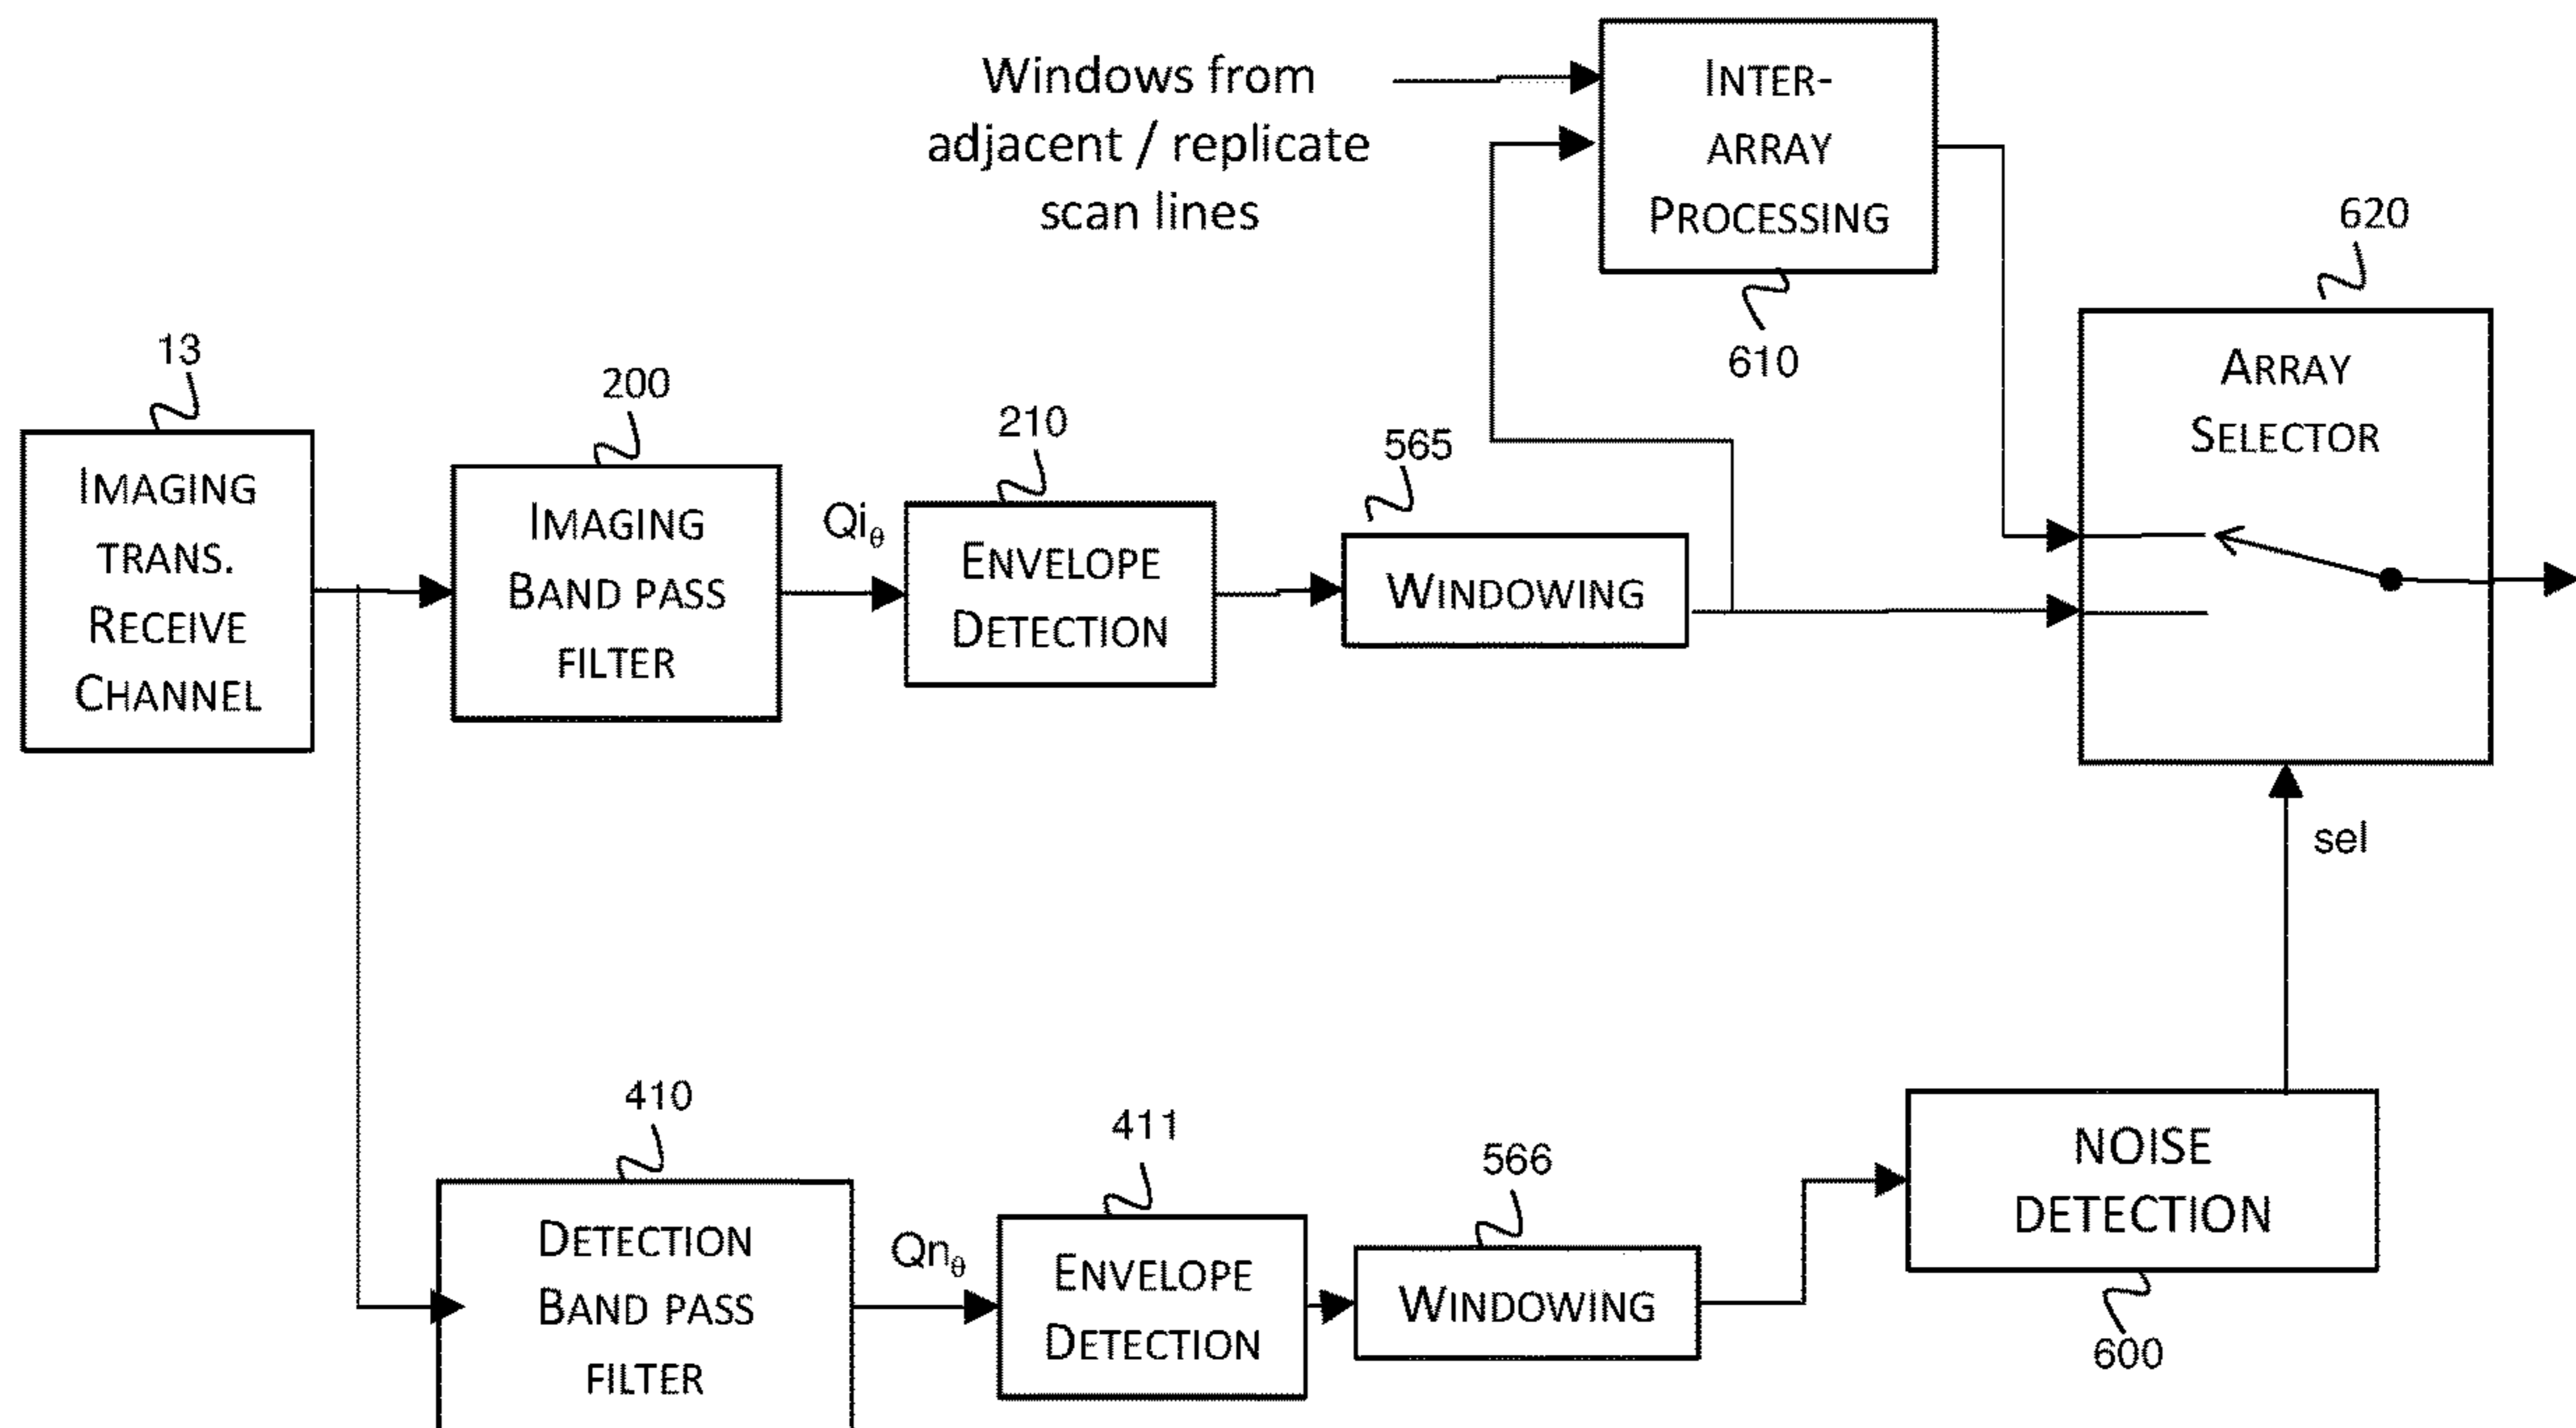 Windows from
adjacent / replicate
scan lines
INTER-
ARRAY
PROCESSING
610
620
ARRAY
SELECTOR
13
IMAGING
TRANS.
RECEIVE
CHANNEL
200
IMAGING
BAND PASS
FILTER
Qiθ
210
ENVELOPE
DETECTION
565
WINDOWING
sel
410
DETECTION
BAND PASS
FILTER
Qnθ
411
ENVELOPE
DETECTION
566
WINDOWING
NOISE
DETECTION
600